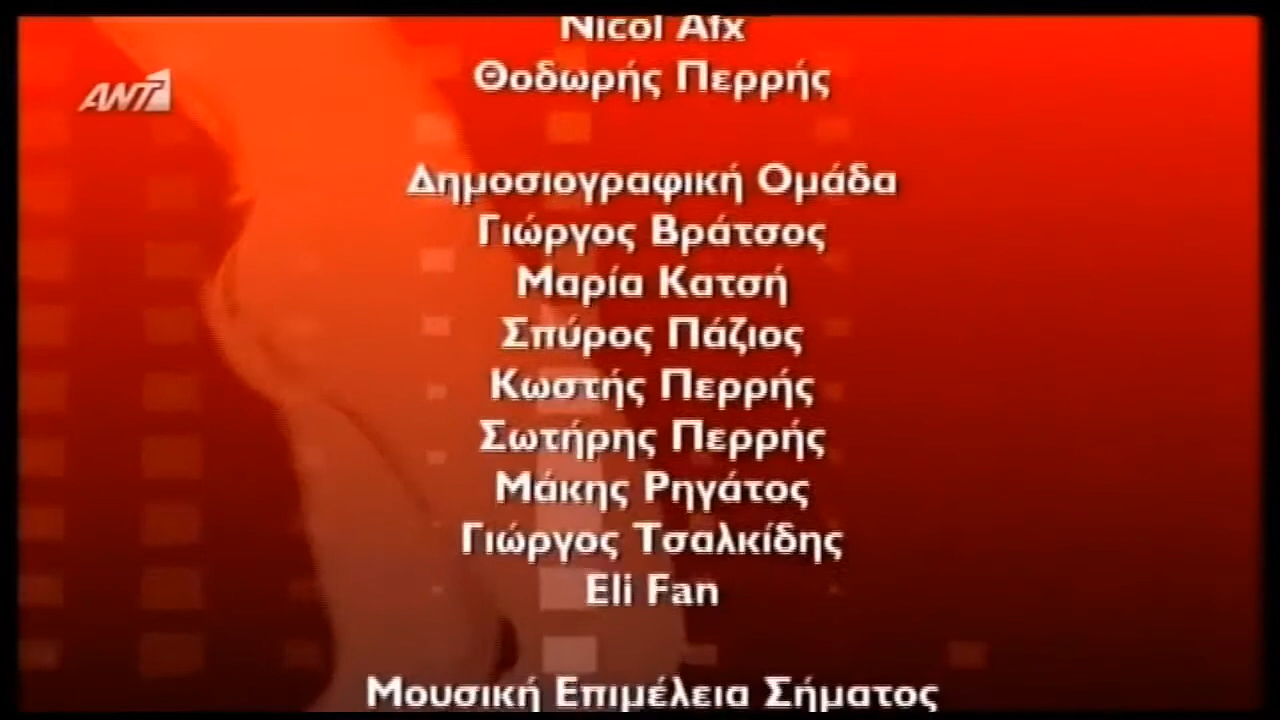 Nicol Afx
Θοδωρής Περρής
ANT1
Δημοσιογραφική Ομάδα
Γιώργος Βράτσος
Μαρία Κατσή
Σπύρος Πάζιος
Κωστής Περρής
Σωτήρης Περρής
Μάκης Ρηγάτος
Γιώργος Τσαλκίδης
Eli Fan
Μουσική Επιμέλεια Σήματος